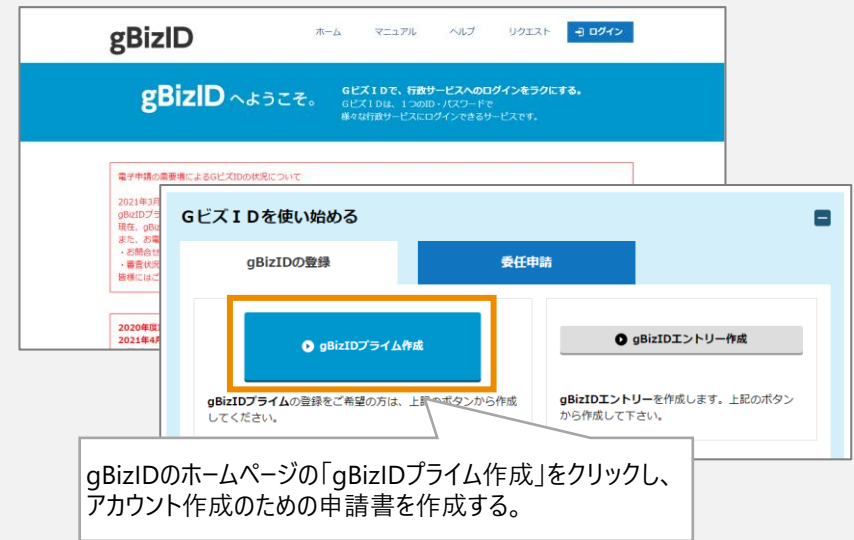 gBizID
ホーム マニュアル ヘルプ リクエスト ログイン
gBizID へようこそ。
GビズIDで、行政サービスへのログインをラクにする。
GビズIDは、1つのID・パスワードで
様々な行政サービスにログインできるサービスです。
電子申請の需要増によるGビズIDの状況について
2021年3月
gBizIDプラ
現在、gBiz
また、お電
・お問合せ
・審査状況
皆様にはご
2020年度
2021年4月
GビズIDを使い始める
gBizIDの登録 委任申請
gBizIDプライム作成
gBizIDエントリー作成
gBizIDプライムの登録をご希望の方は、上記のボタンから作成
してください。
gBizIDエントリーを作成します。上記のボタン
から作成して下さい。
gBizIDのホームページの「gBizIDプライム作成」をクリックし、
アカウント作成のための申請書を作成する。